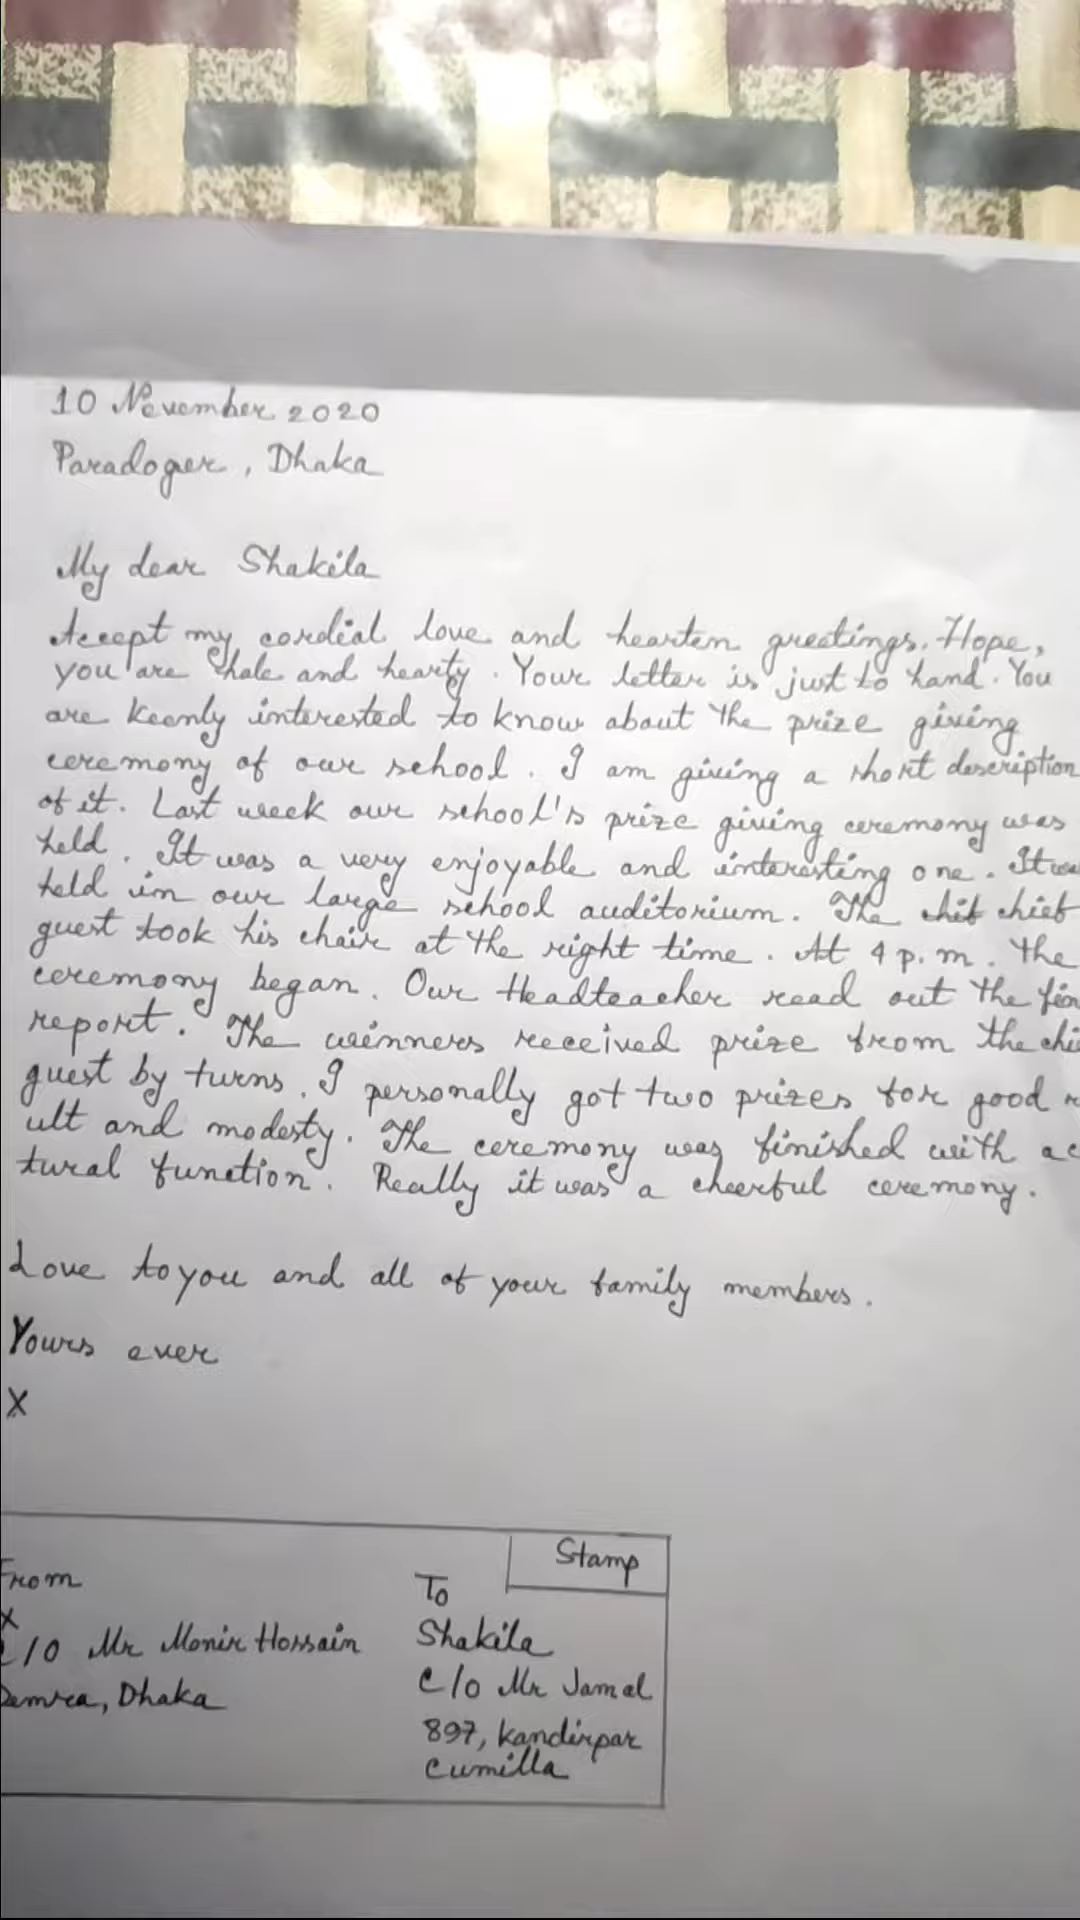 10 November 2020
Paradoger, Dhaka
My dear Shakila
Accept my cordial love and hearten greetings. Hope,
you are hale and hearty. Your letter is just to hand. You
are keenly interested to know about the prize giving
ceremony of our school. I am giving a short description
of it. Last week our school's prize giving ceremony was
held. It was a very enjoyable and interesting one. It
held in our large school auditorium. The chief
guest took his chair at the right time. At 4 p.m. the
ceremony began. Our Headteacher read out the
report. The winners received prize from the
guest by turns. I personally got two prizes for good
ult and modesty. The ceremony was finished with a
tural function. Really it was a cheerful ceremony.
Love to you and all of your family members.
Yours ever
X
Stamp
From
X
C/O Mr Monir Hossain
Demra, Dhaka
To
Shakila
C/o Mr Jamal
897, kandirpar
Cumilla